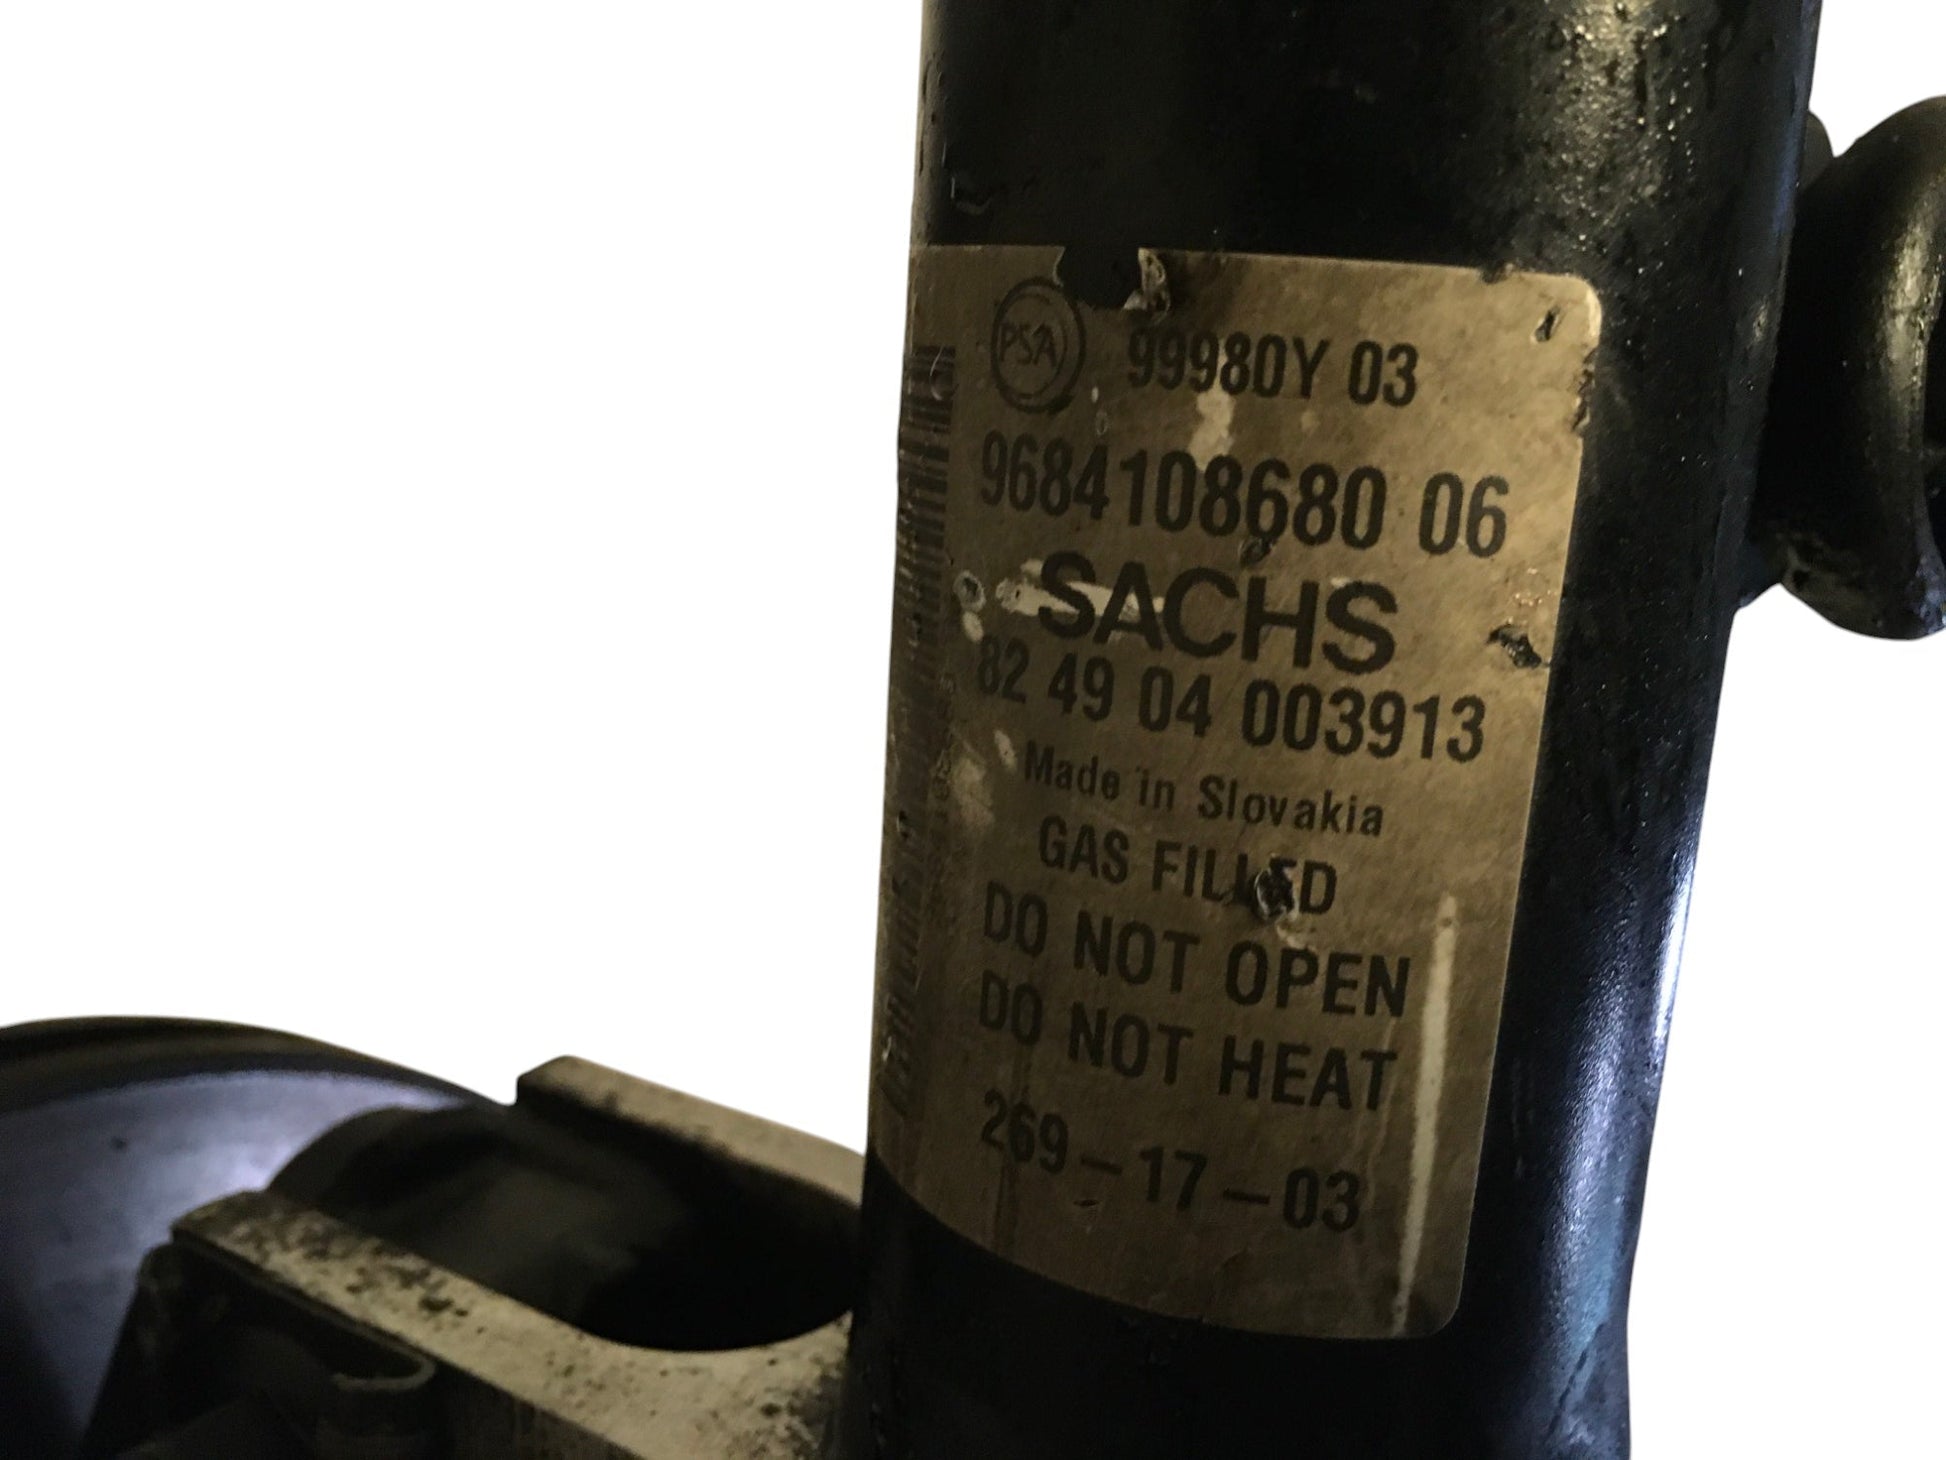 PSA 99980Y 03
9684108680 06
SACHS
82 49 04 003913
Made in Slovakia
GAS FILLED
DO NOT OPEN
DO NOT HEAT
269-17-03